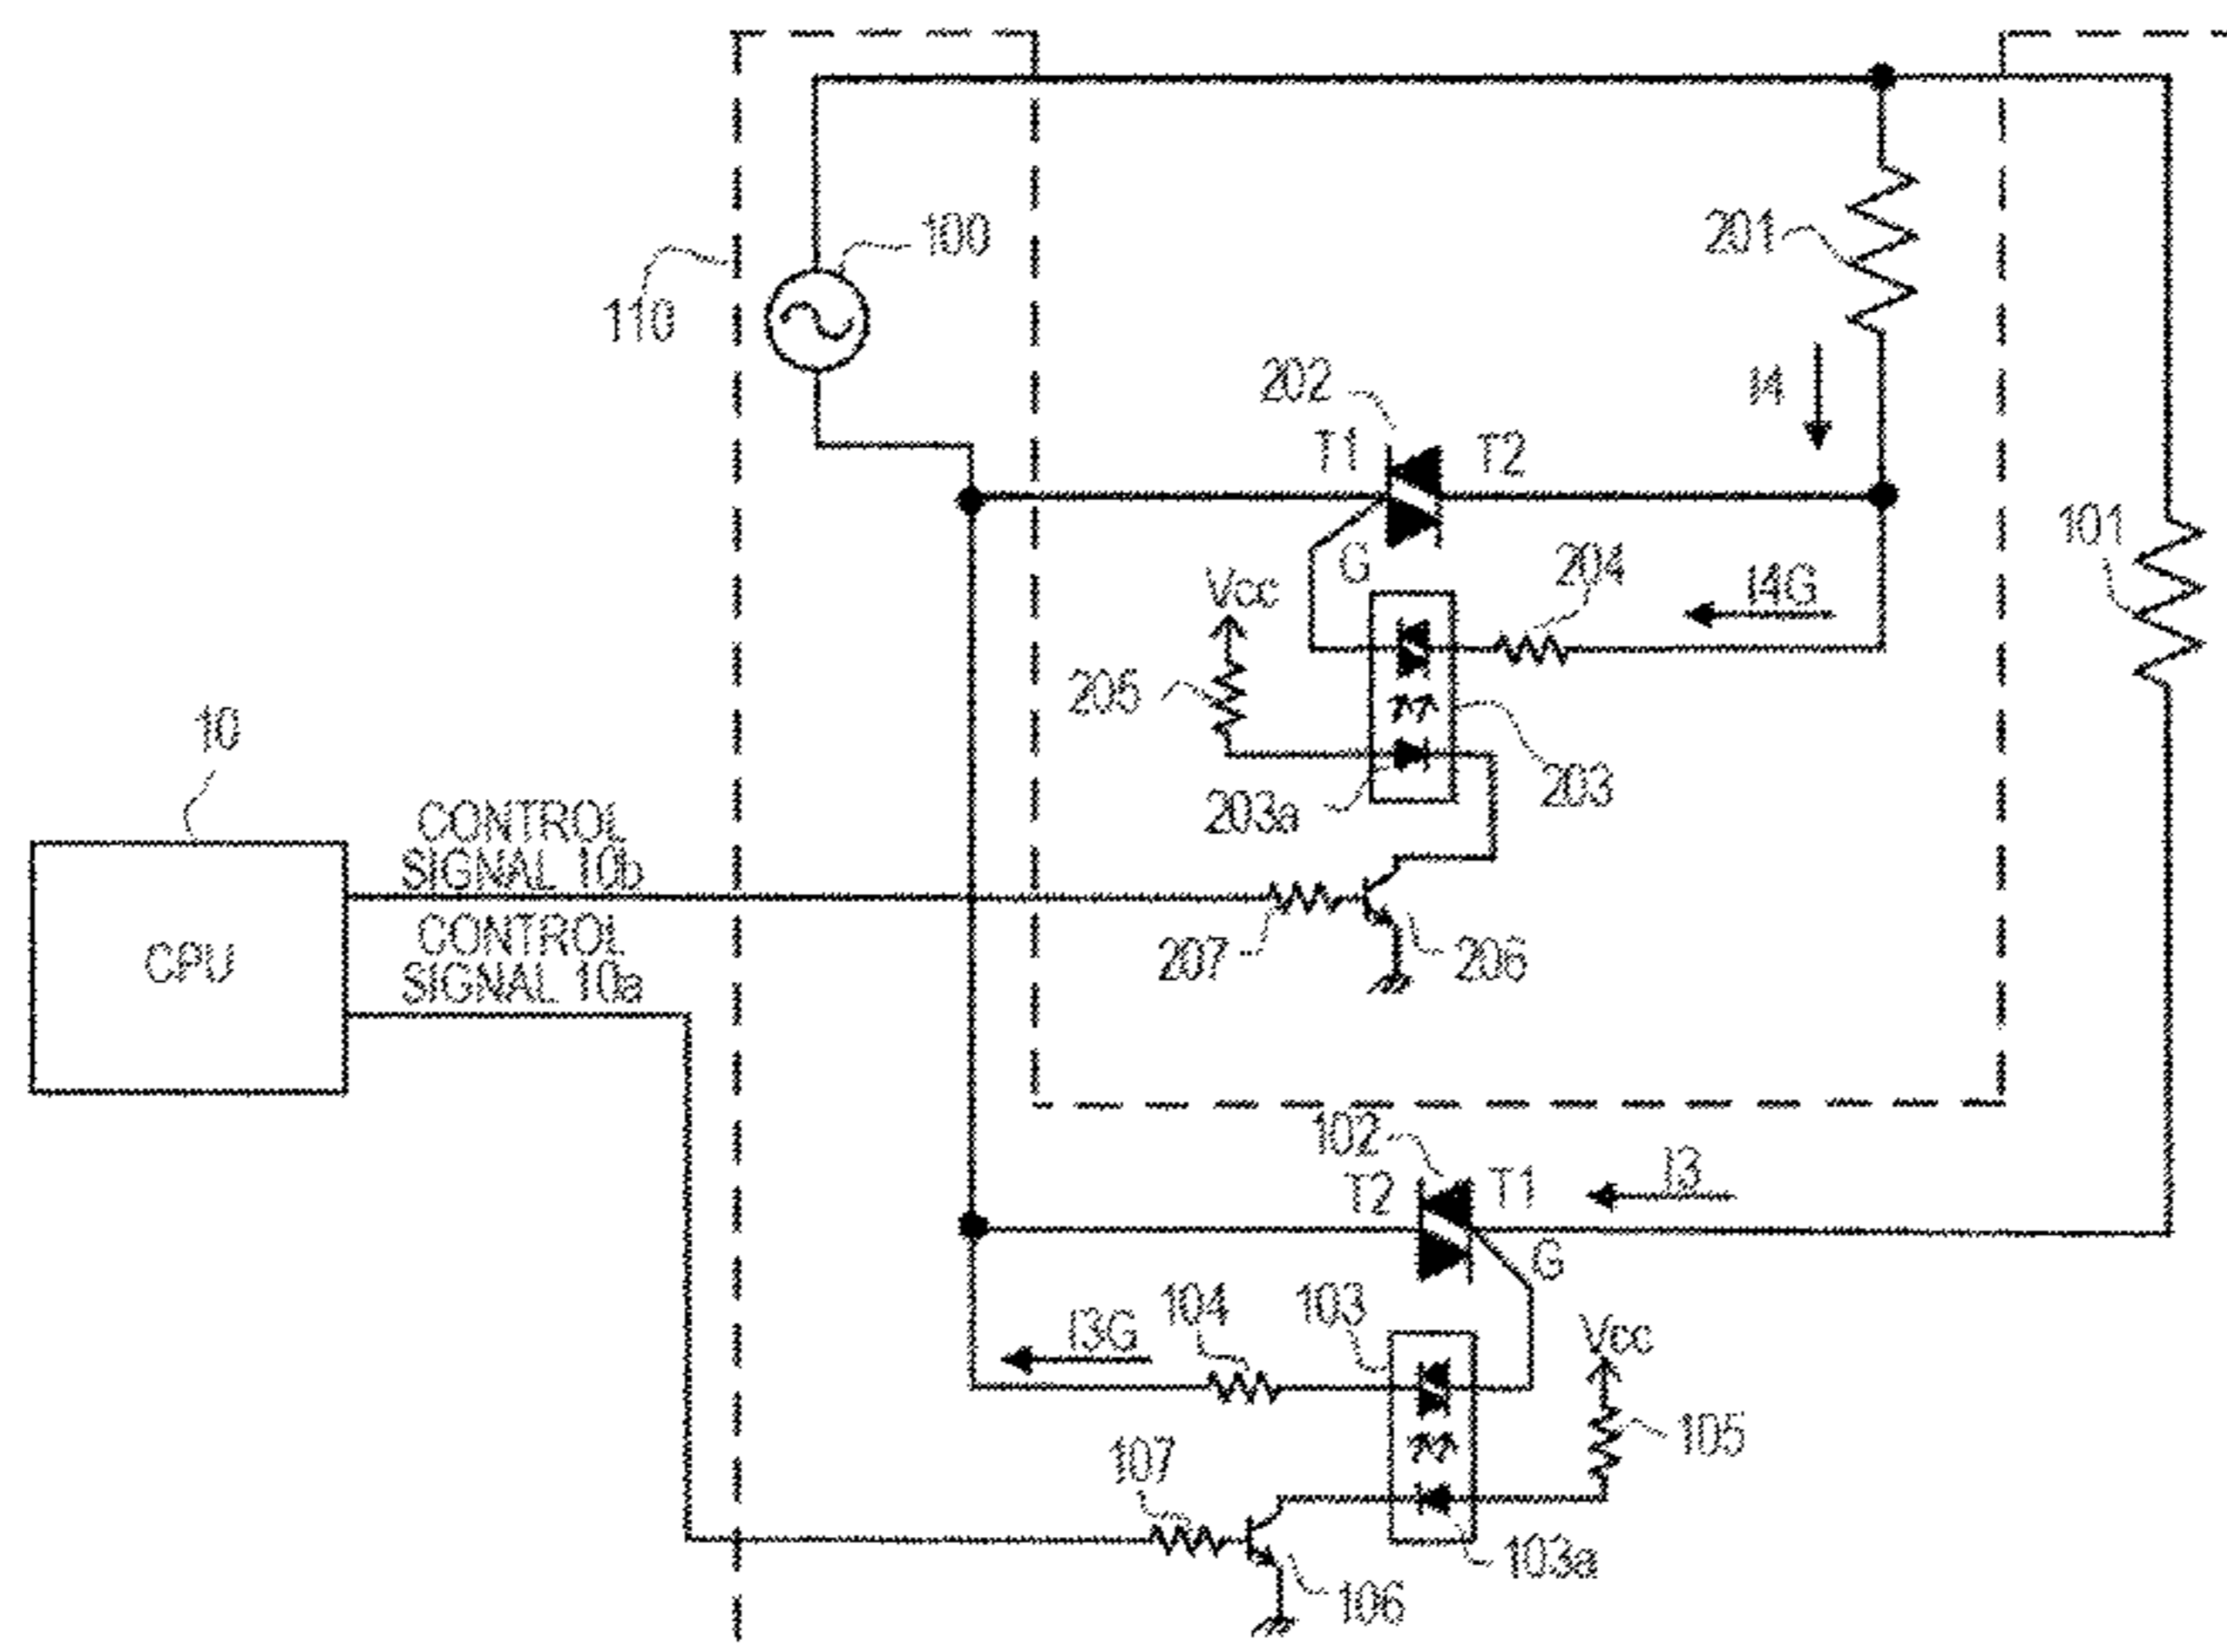 100
110
201
202
I4
T1
T2
101
G
204
I4G
Vcc
205
10
203
203a
CONTROL
SIGNAL 10b
CPU
CONTROL
SIGNAL 10a
207
206
102
T2
T1
I3
G
I3G
104
103
Vcc
105
107
103a
106